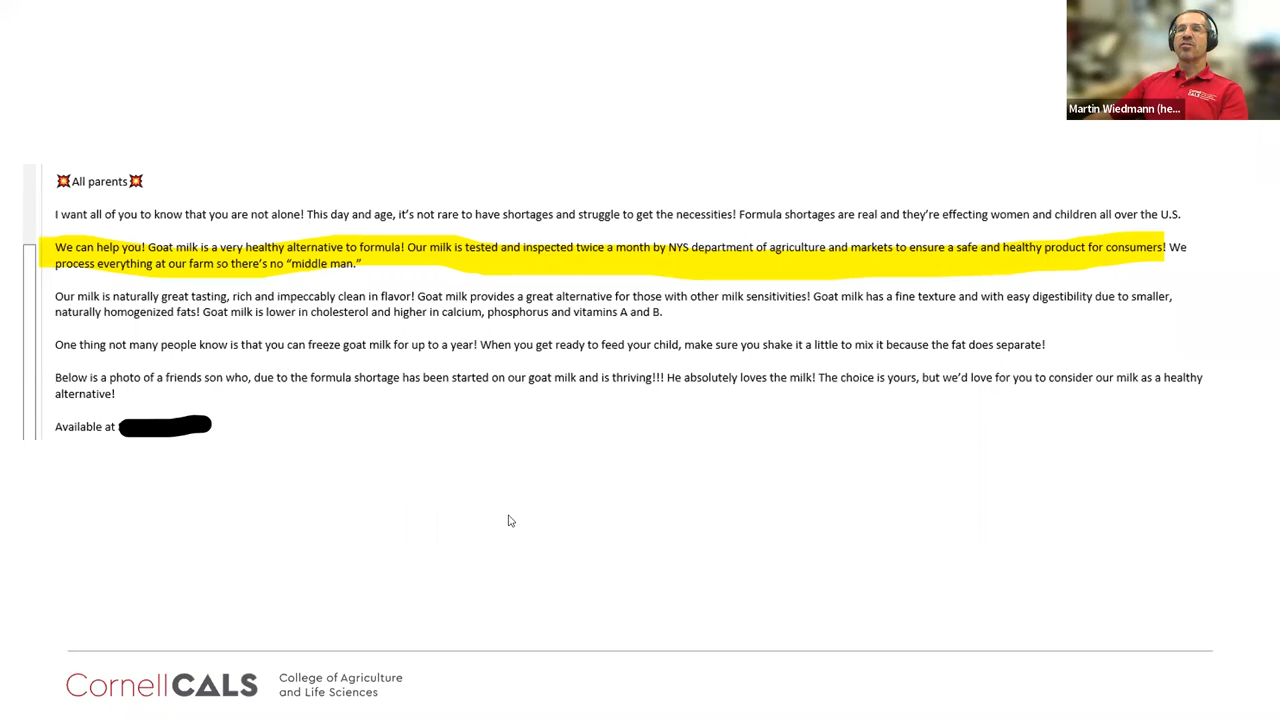 Martin Wiedmann (he...
💥All parents💥
I want all of you to know that you are not alone! This day and age, it's not rare to have shortages and struggle to get the necessities! Formula shortages are real and they're effecting women and children all over the U.S.
We can help you! Goat milk is a very healthy alternative to formula! Our milk is tested and inspected twice a month by NYS department of agriculture and markets to ensure a safe and healthy product for consumers! We
process everything at our farm so there's no “middle man.”
Our milk is naturally great tasting, rich and impeccably clean in flavor! Goat milk provides a great alternative for those with other milk sensitivities! Goat milk has a fine texture and with easy digestibility due to smaller,
naturally homogenized fats! Goat milk is lower in cholesterol and higher in calcium, phosphorus and vitamins A and B.
One thing not many people know is that you can freeze goat milk for up to a year! When you get ready to feed your child, make sure you shake it a little to mix it because the fat does separate!
Below is a photo of a friends son who, due to the formula shortage has been started on our goat milk and is thriving!!! He absolutely loves the milk! The choice is yours, but we'd love for you to consider our milk as a healthy
alternative!
Available at
CornellCALS
College of Agriculture
and Life Sciences